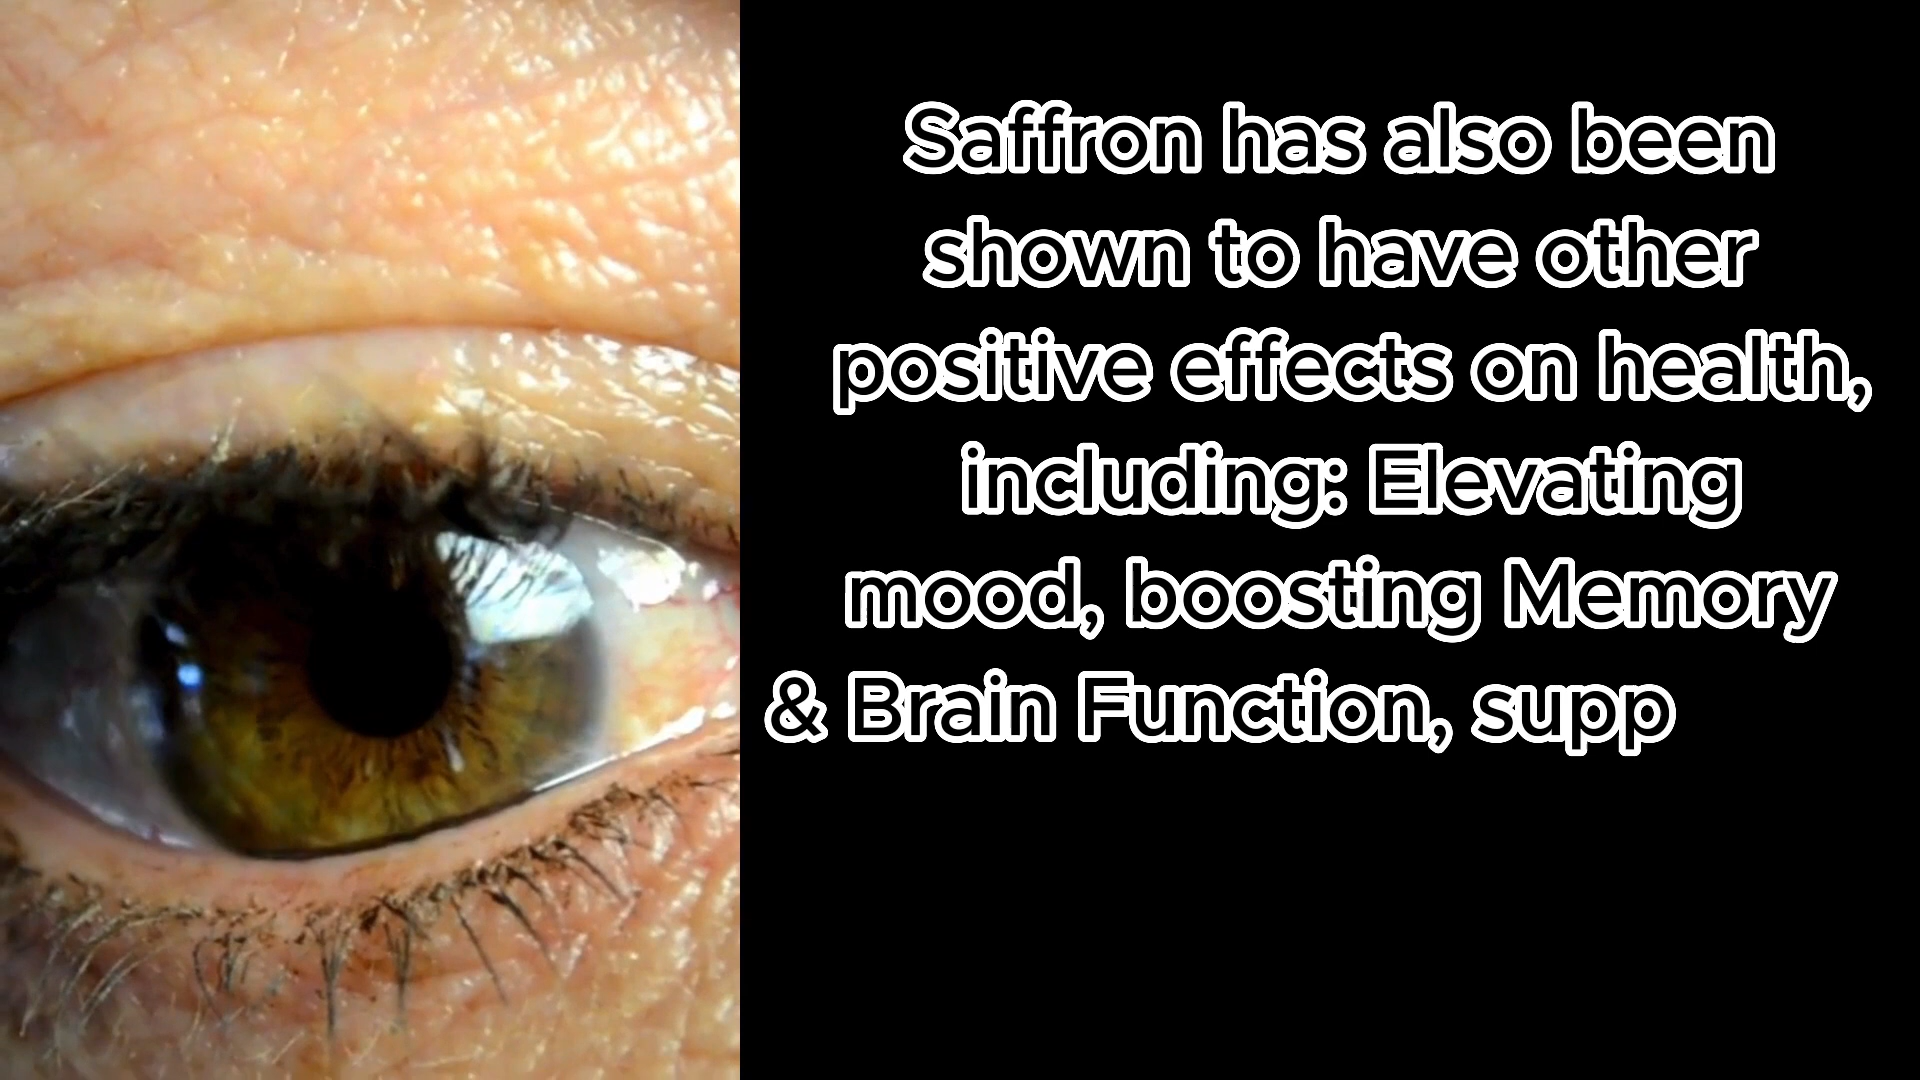 Saffron has also been
shown to have other
positive effects on health,
including: Elevating
mood, boosting Memory
& Brain Function, supp